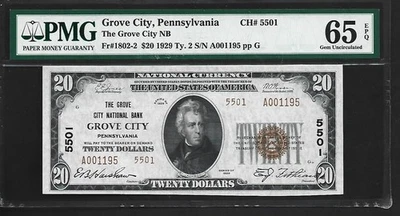 PMG
PAPER MONEY GUARANTY
Grove City, Pennsylvania CH# 5501
The Grove City NB
Fr#1802-2 $20 1929 Ty. 2 S/N A001195 pp G
65 EPQ
Gem Uncirculated
NATIONAL CURRENCY
THE UNITED STATES OF AMERICA
20 20
THE GROVE
CITY NATIONAL BANK
GROVE CITY
PENNSYLVANIA
WILL PAY TO THE BEARER ON DEMAND
TWENTY DOLLARS
5501 A001195
A001195 5501
5501 5501
20 TWENTY DOLLARS 20